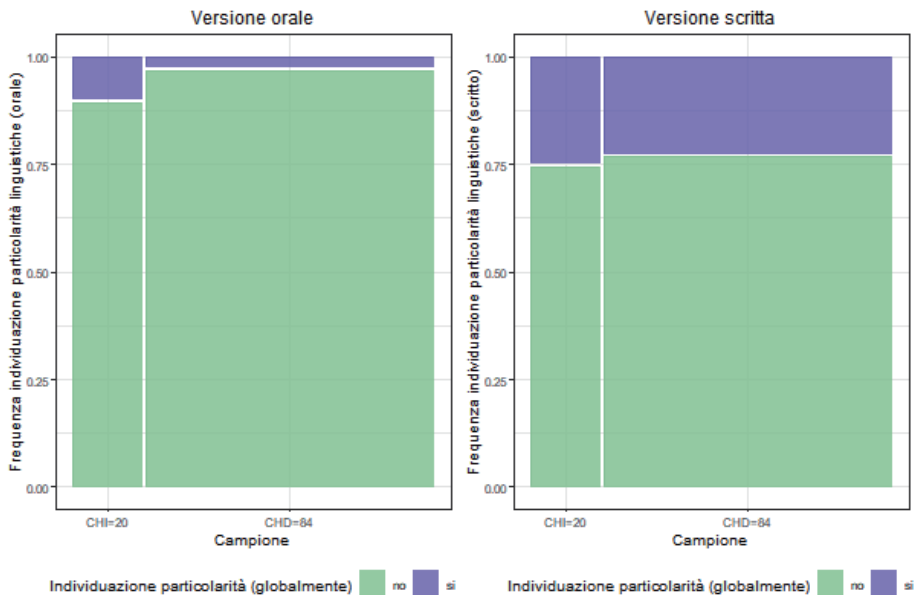 Versione orale
Frequenza individuazione particolarità linguistiche (orale)
1.00
0.75
0.50
0.25
0.00
CHI=20 CHD=84
Campione
Individuazione particolarità (globalmente) no si
Versione scritta
Frequenza individuazione particolarità linguistiche (scritto)
1.00
0.75
0.50
0.25
0.00
CHI=20 CHD=84
Campione
Individuazione particolarità (globalmente) no si